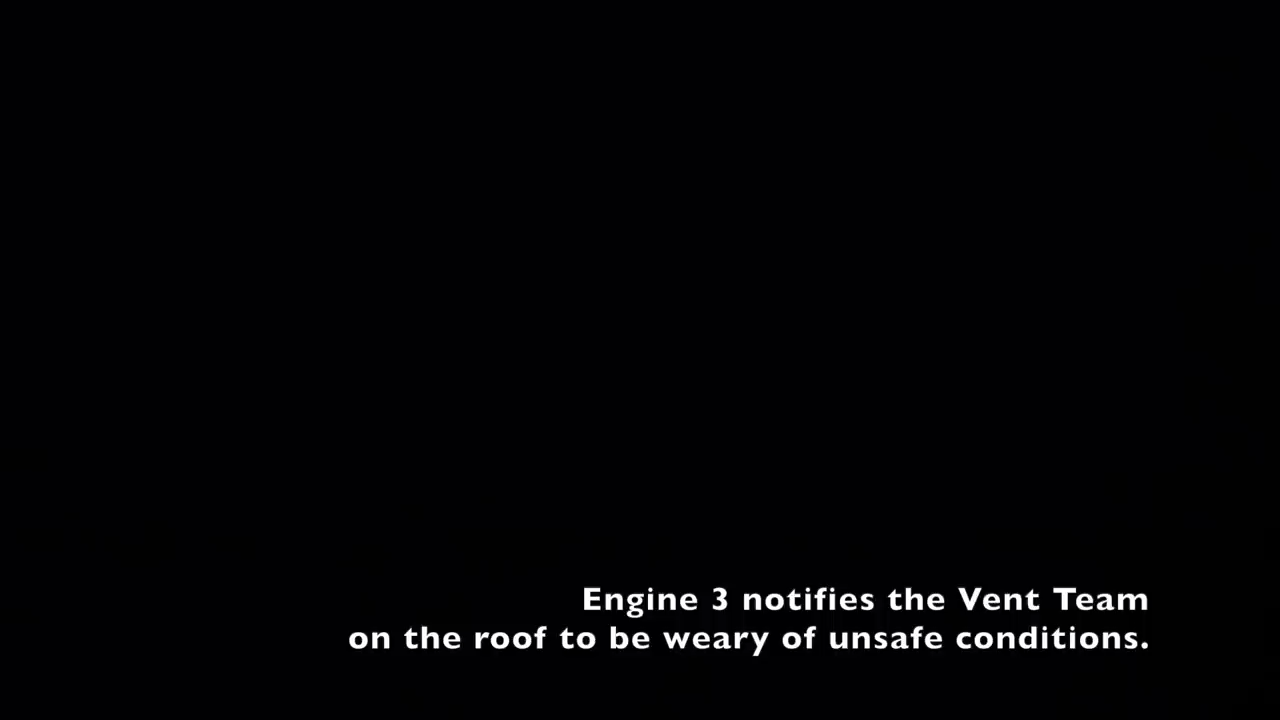 Engine 3 notifies the Vent Team
on the roof to be weary of unsafe conditions.